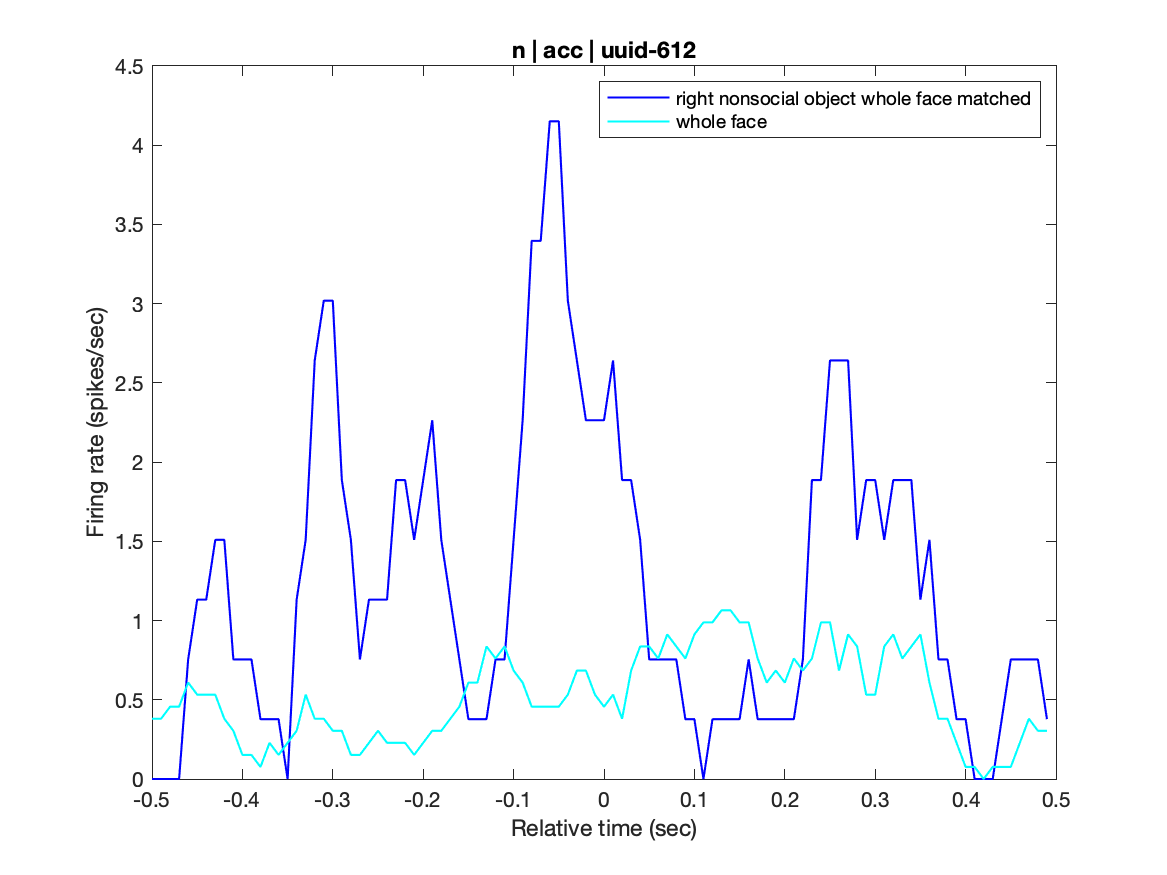 n | acc | uuid-612
right nonsocial object whole face matched
whole face
Firing rate (spikes/sec)
4.5
4
3.5
3
2.5
2
1.5
1
0.5
0
-0.5 -0.4 -0.3 -0.2 -0.1 0 0.1 0.2 0.3 0.4 0.5
Relative time (sec)